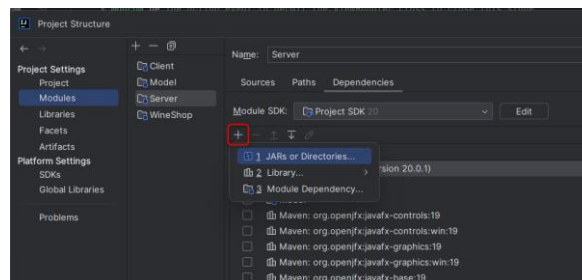 Project Structure
Project Settings
Project
Modules
Libraries
Facets
Artifacts
Platform Settings
SDKs
Global Libraries
Problems
Client
Model
Server
WineShop
Name: Server
Sources Paths Dependencies
Module SDK: Project SDK 20 Edit
1 JARs or Directories...
2 Library...
3 Module Dependency...
rsion 20.0.1)
Maven: org.openjfx:javafx-controls:19
Maven: org.openjfx:javafx-controls:win:19
Maven: org.openjfx:javafx-graphics:19
Maven: org.openjfx:javafx-graphics:win:19
Maven: org.openjfx:javafx-base:19